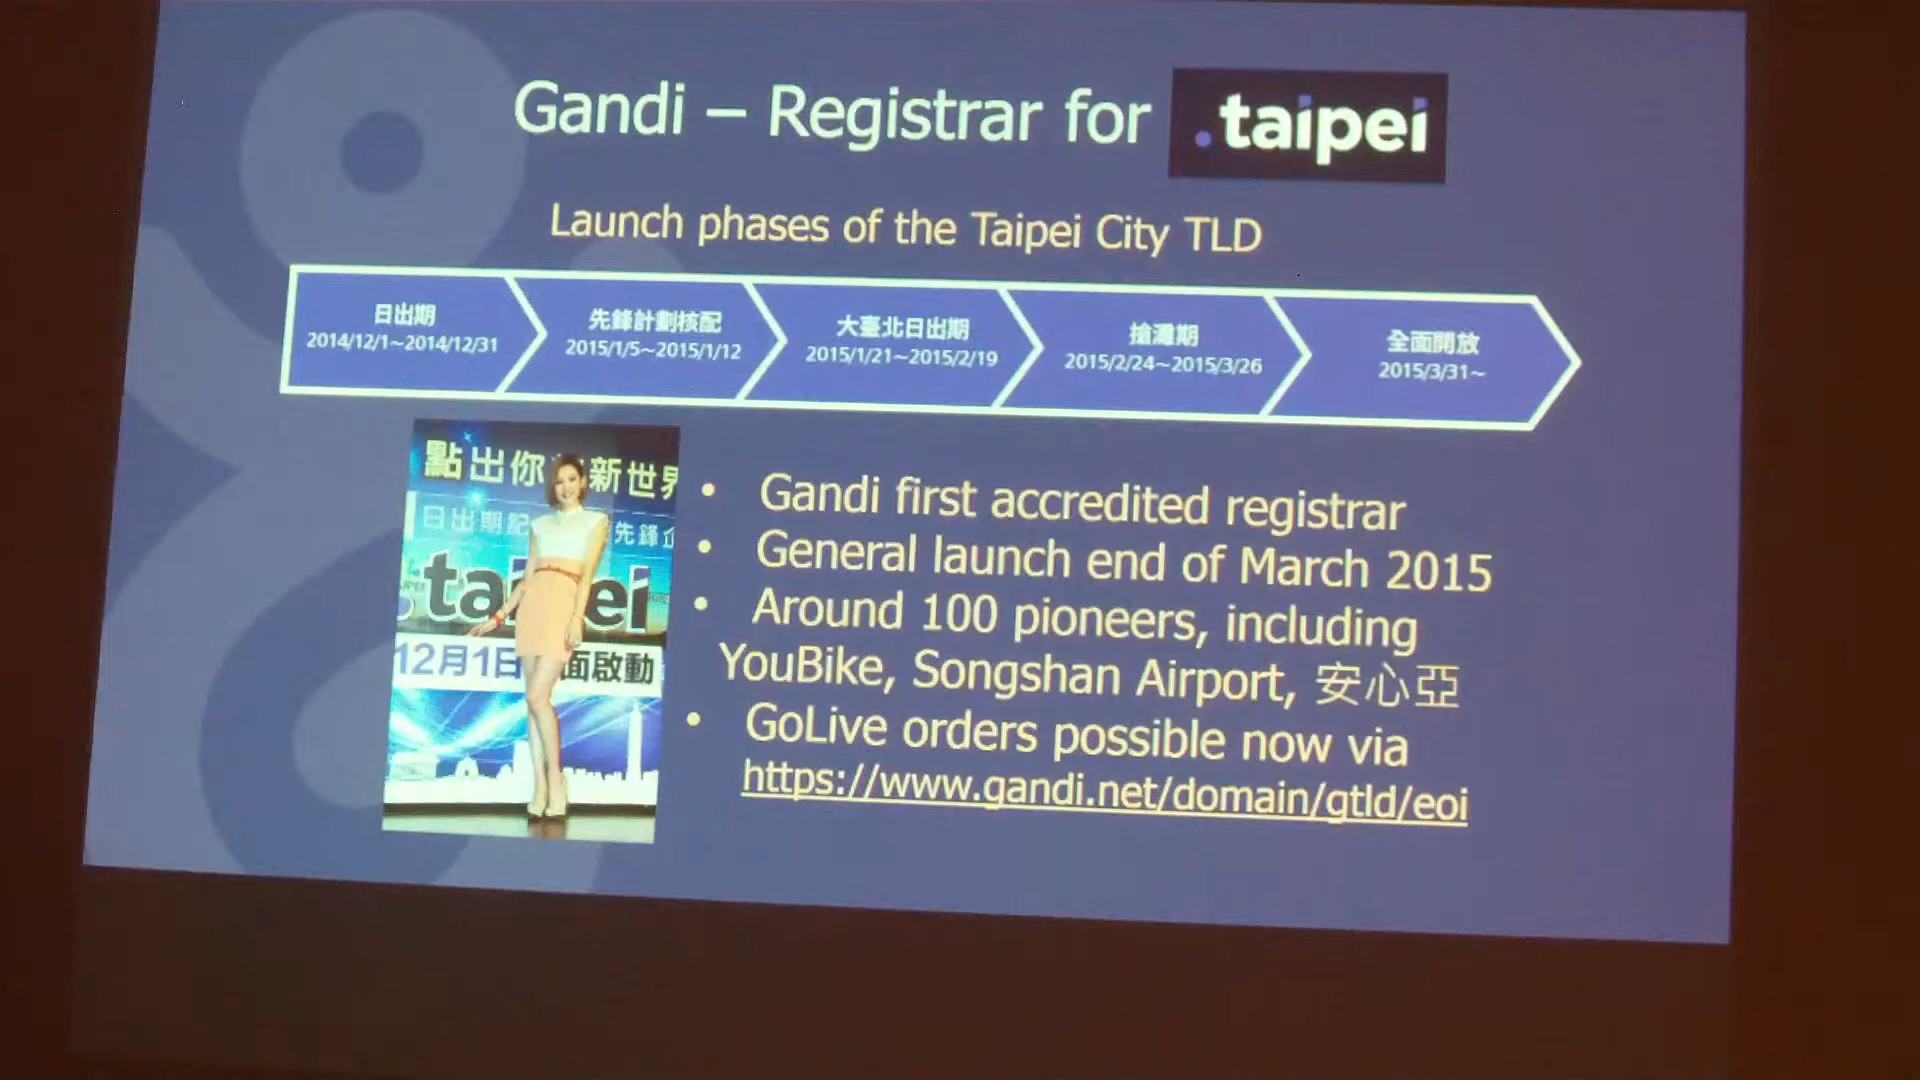 Gandi – Registrar for .taipei
Launch phases of the Taipei City TLD
日出期
2014/12/1~2014/12/31
先鋒計劃核配
2015/1/5~2015/1/12
大臺北日出期
2015/1/21~2015/2/19
搶灘期
2015/2/24~2015/3/26
全面開放
2015/3/31~
點出你 新世界
日出期記 先鋒企
.ta ei
12月1日 面啟動
• Gandi first accredited registrar
• General launch end of March 2015
• Around 100 pioneers, including
YouBike, Songshan Airport, 安心亞
• GoLive orders possible now via
https://www.gandi.net/domain/gtld/eoi